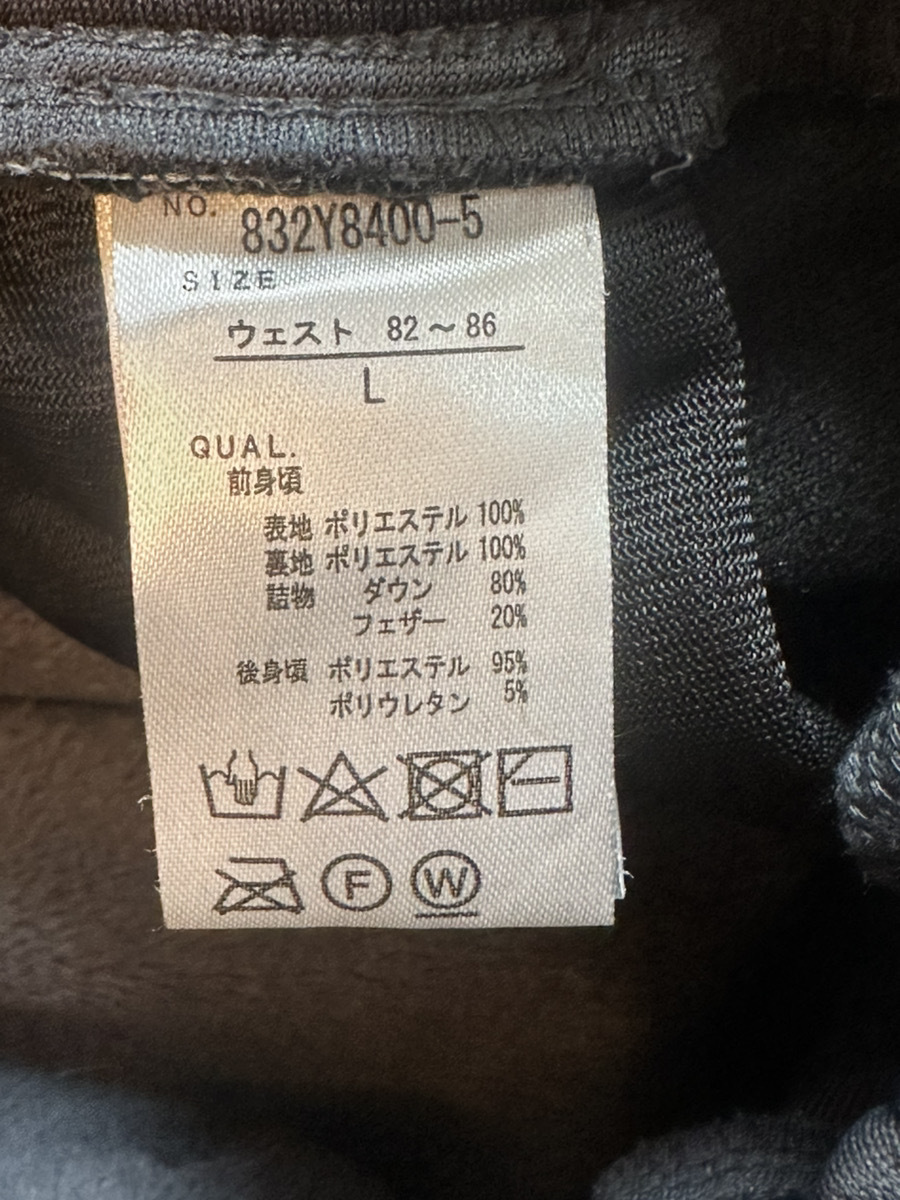 NO. 832Y8400-5
SIZE
ウェスト 82～86
L
QUAL.
前身頃
表地 ポリエステル 100%
裏地 ポリエステル 100%
詰物 ダウン 80%
フェザー 20%
後身頃 ポリエステル 95%
ポリウレタン 5%
F W